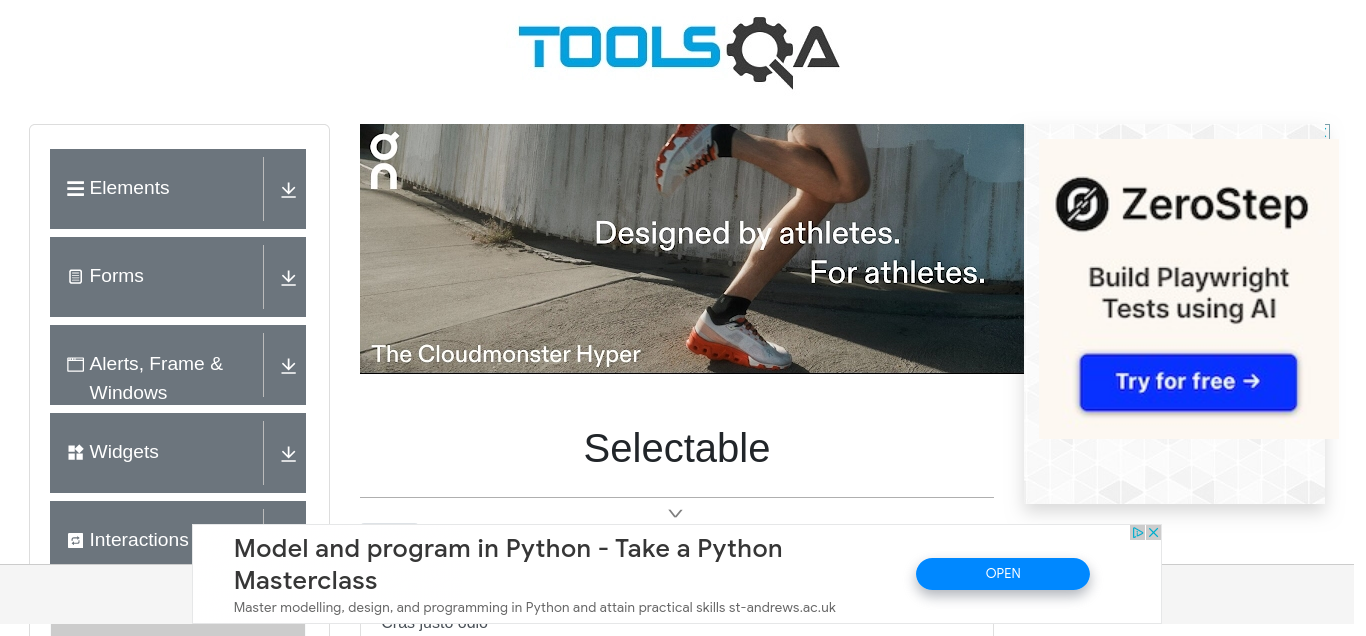 TOOLSQA
Elements
Forms
Alerts, Frame &
Windows
Widgets
Interactions
on
Designed by athletes.
For athletes.
The Cloudmonster Hyper
ZeroStep
Build Playwright
Tests using AI
Try for free →
Selectable
Model and program in Python - Take a Python
Masterclass
Master modelling, design, and programming in Python and attain practical skills st-andrews.ac.uk
OPEN
Cras justo odio